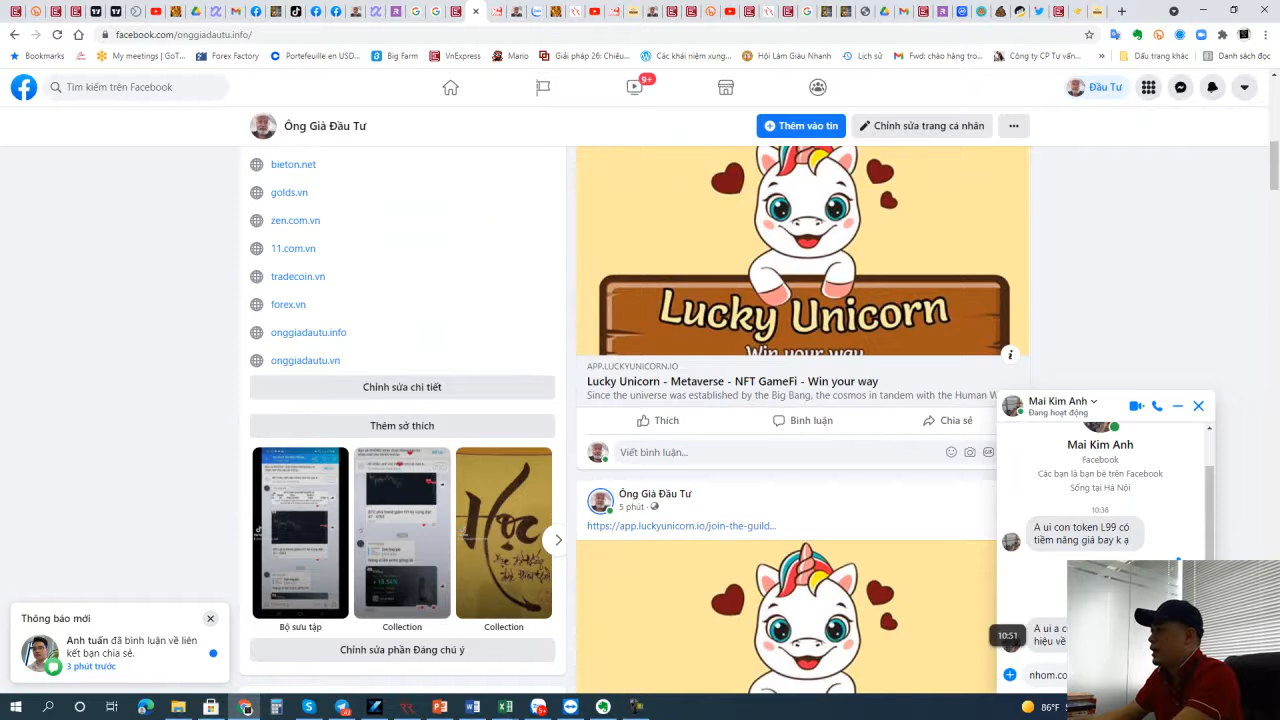 facebook.com/onggiadautu.info/
Bookmarks
My meetings | GoT...
Forex Factory
Portefeuille en USD...
Big Farm
VnExpress
Mario
Giải pháp 26: Chiêu...
Các khái niệm xung...
Hội Làm Giàu Nhanh
Lịch sử
Fwd: chào hàng tro...
Công ty CP Tư vấn...
»
Dấu trang khác
Danh sách đọc
Tìm kiếm trên Facebook
9+
Đầu Tư
Ông Già Đầu Tư
Thêm vào tin
Chỉnh sửa trang cá nhân
bieton.net
golds.vn
zen.com.vn
11.com.vn
tradecoin.vn
forex.vn
onggiadautu.info
onggiadautu.vn
Chỉnh sửa chi tiết
Thêm sở thích
Bộ sưu tập
Collection
Collection
Chỉnh sửa phần Đáng chú ý
Lucky Unicorn
Win your way
APP.LUCKYUNICORN.IO
Lucky Unicorn - Metaverse - NFT GameFi - Win your way
Since the universe was established by the Big Bang, the cosmos in tandem with the Human W
Thích
Bình luận
Chia sẻ
Viết bình luận...
Ông Già Đầu Tư
5 phút
https://app.luckyunicorn.io/join-the-guild...
Mai Kim Anh
Đang hoạt động
Mai Kim Anh
Facebook
Các bạn là bạn bè trên Facebook
Sống tại Hà Nội
10:38
A ui con token L99 có
tiềm năng giá bay k ạ
A ui a c
hiểu về
10:51
nhom.co
Thông báo mới
Anh tuấn đã bình luận về liên
kết bạn chia sẻ.
3 phút trước
86°F